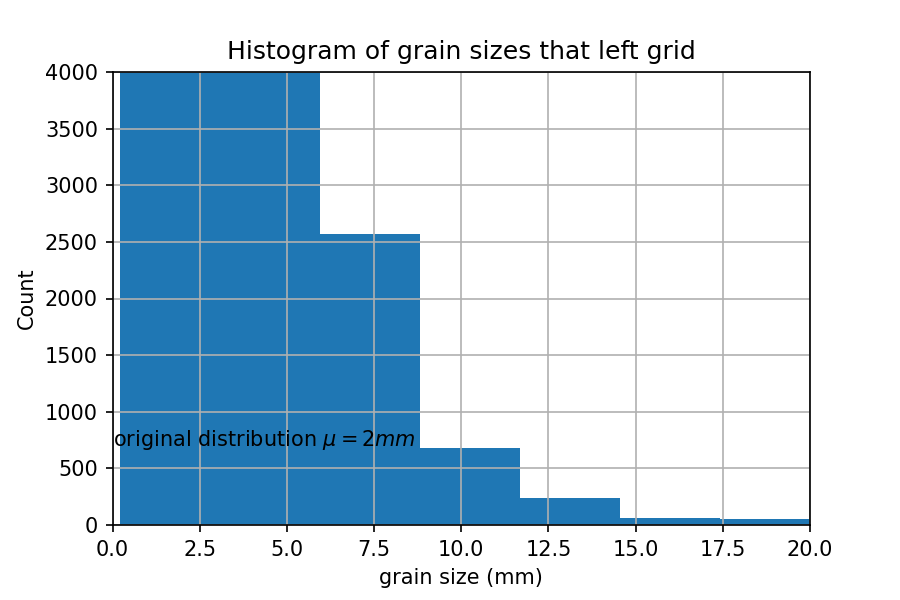 Histogram of grain sizes that left grid
4000
3500
3000
2500
2000
1500
1000
500
0
Count
original distribution μ = 2mm
0.0 2.5 5.0 7.5 10.0 12.5 15.0 17.5 20.0
grain size (mm)